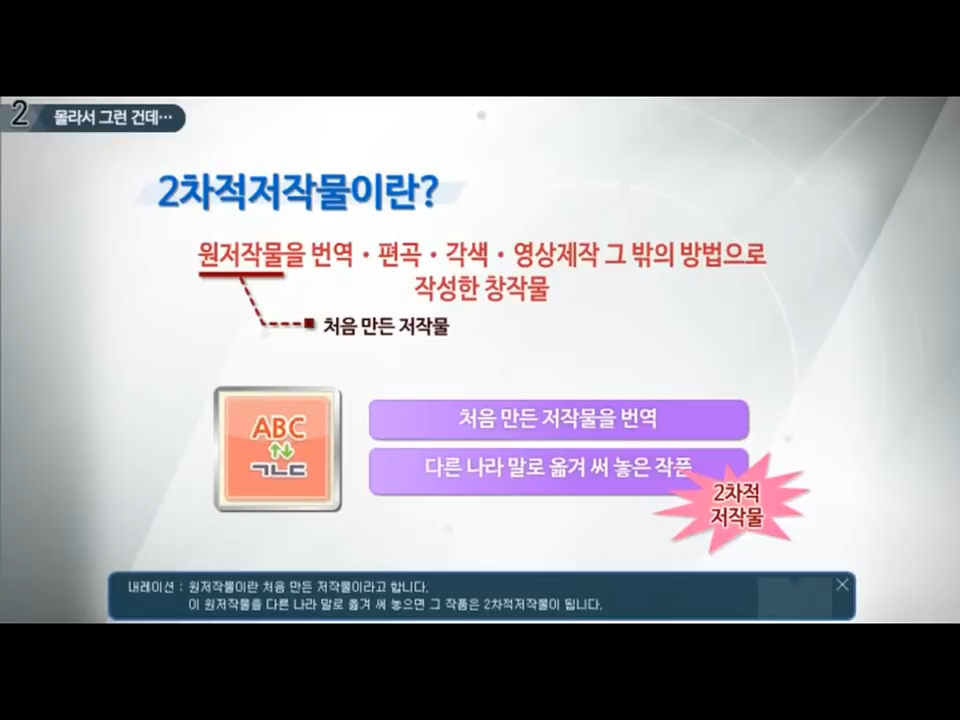 2 몰라서 그런 건데…
2차적저작물이란?
원저작물을 번역・편곡・각색・영상제작 그 밖의 방법으로
작성한 창작물
처음 만든 저작물
ABC
ㄱㄴㄷ
처음 만든 저작물을 번역
다른 나라 말로 옮겨 써 놓은 작품
2차적
저작물
내레이션 : 원저작물이란 처음 만든 저작물이라고 합니다.
이 원저작물을 다른 나라 말로 옮겨 써 놓으면 그 작품은 2차적저작물이 됩니다.